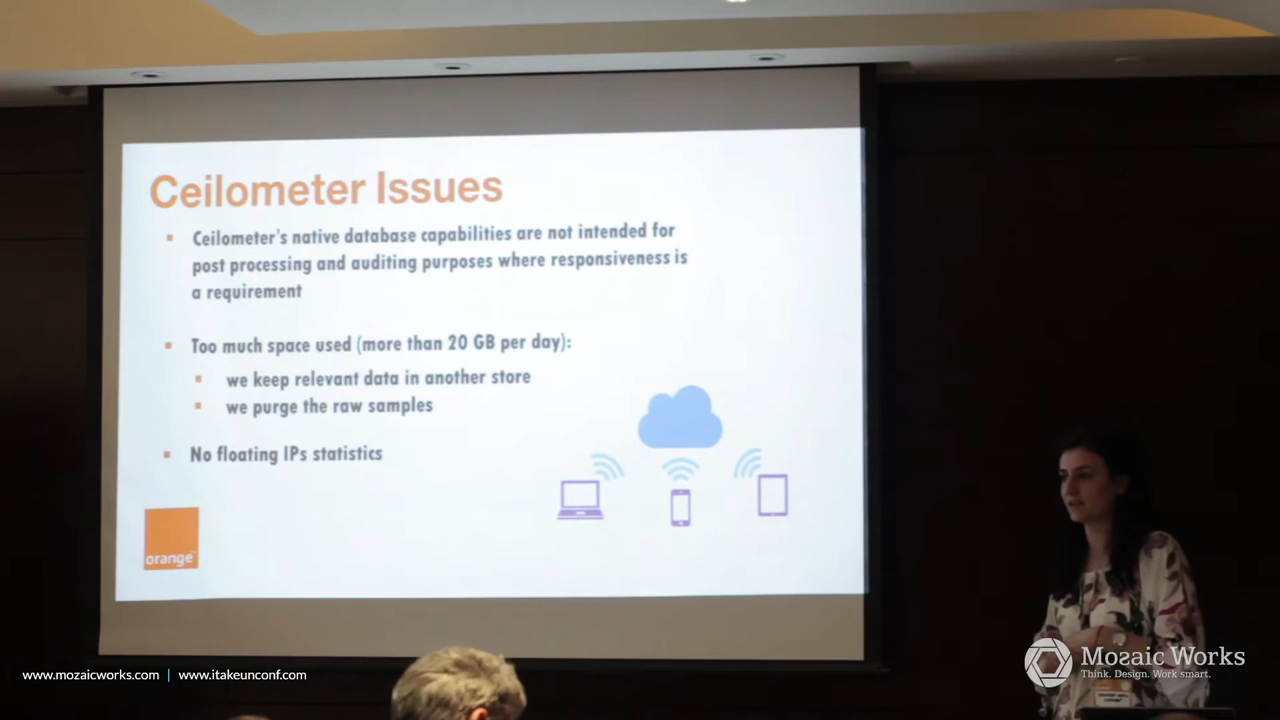 Ceilometer Issues
Ceilometer's native database capabilities are not intended for
post processing and auditing purposes where responsiveness is
a requirement
Too much space used (more than 20 GB per day):
we keep relevant data in another store
we purge the raw samples
No floating IPs statistics
orange™
www.mozaicworks.com | www.itakeunconf.com
Mozaic Works
Think. Design. Work smart.